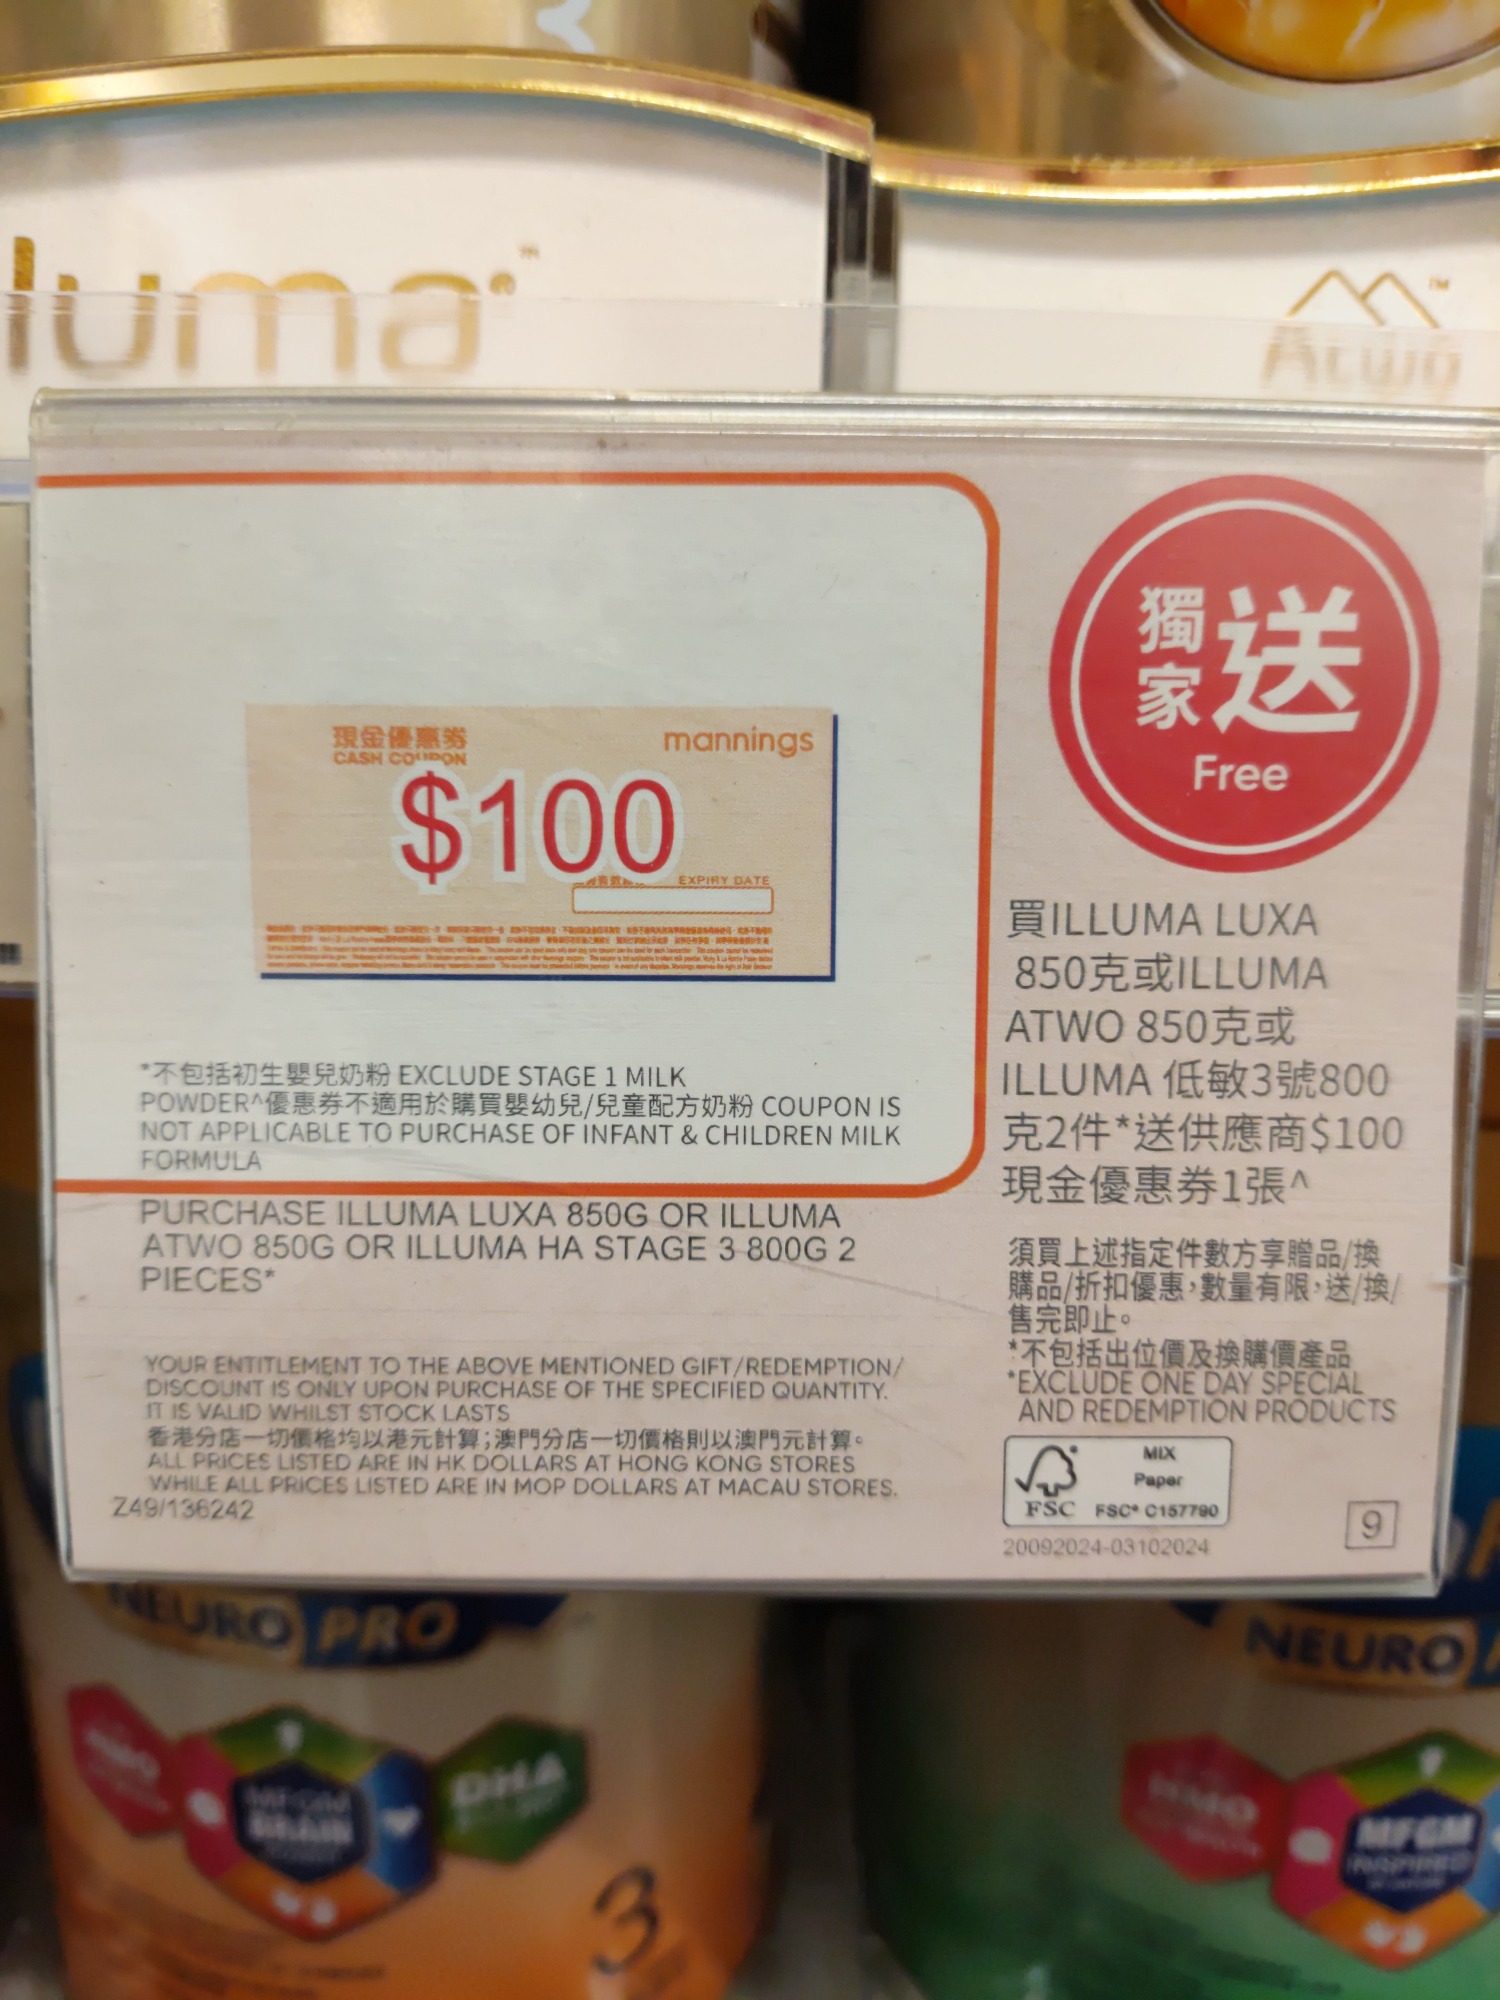 luma
Atwo
現金優惠券
CASH COUPON
mannings
$100
EXPIRY DATE
獨家送
Free
*不包括初生嬰兒奶粉 EXCLUDE STAGE 1 MILK
POWDER^優惠券不適用於購買嬰幼兒/兒童配方奶粉 COUPON IS
NOT APPLICABLE TO PURCHASE OF INFANT & CHILDREN MILK
FORMULA
PURCHASE ILLUMA LUXA 850G OR ILLUMA
ATWO 850G OR ILLUMA HA STAGE 3 800G 2
PIECES*
YOUR ENTITLEMENT TO THE ABOVE MENTIONED GIFT/REDEMPTION/
DISCOUNT IS ONLY UPON PURCHASE OF THE SPECIFIED QUANTITY.
IT IS VALID WHILST STOCK LASTS
香港分店一切價格均以港元計算；澳門分店一切價格則以澳門元計算。
ALL PRICES LISTED ARE IN HK DOLLARS AT HONG KONG STORES
WHILE ALL PRICES LISTED ARE IN MOP DOLLARS AT MACAU STORES.
Z49/136242
買ILLUMA LUXA
850克或ILLUMA
ATWO 850克或
ILLUMA 低敏3號800
克2件*送供應商$100
現金優惠券1張^
須買上述指定件數方享贈品/換
購品/折扣優惠，數量有限，送/換/
售完即止。
*不包括出位價及換購價產品
*EXCLUDE ONE DAY SPECIAL
AND REDEMPTION PRODUCTS
FSC
MIX
Paper
FSC® C157790
20092024-03102024
9
NEURO PRO
NEURO
HMO
MFGM
BRAIN
DHA
3
HMO
MFGM
INSPIRED